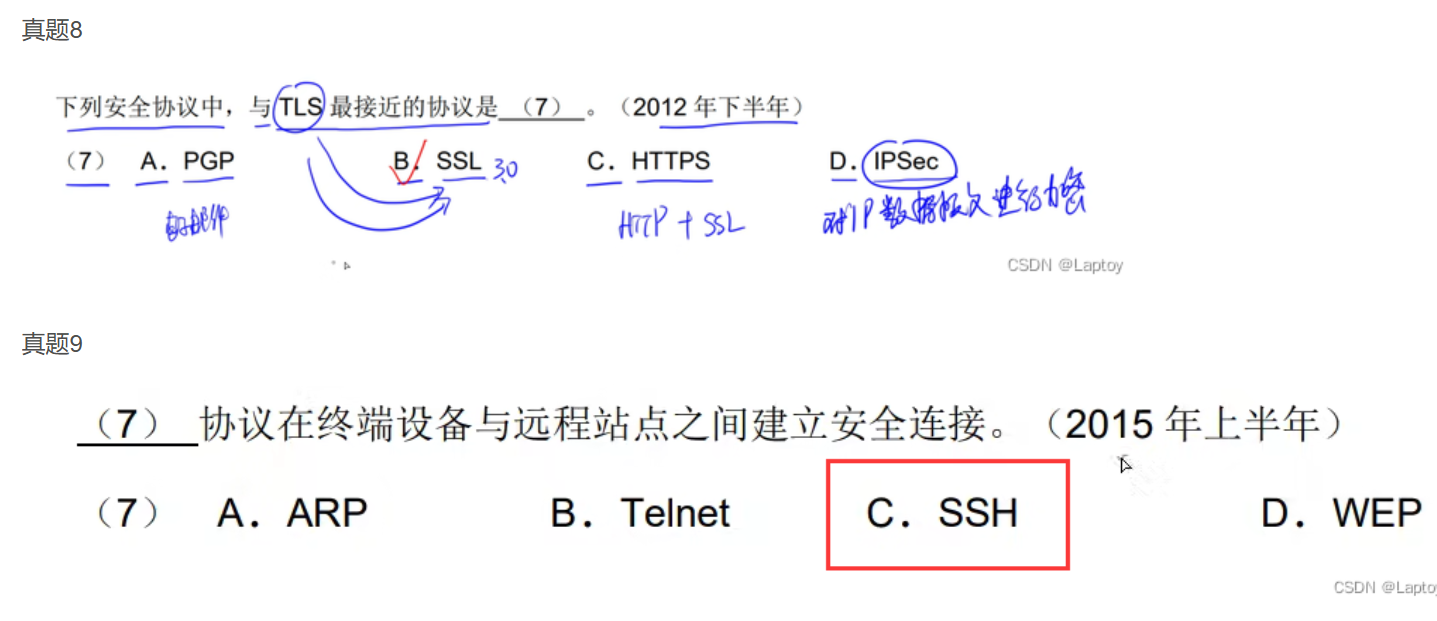 真题8
下列安全协议中，与 TLS 最接近的协议是 （7） 。（2012 年下半年）
（7） A．PGP B．SSL 3.0 C．HTTPS D．IPSec
HTTP + SSL 对IP数据报文进行加密
CSDN @Laptoy
真题9
（7） 协议在终端设备与远程站点之间建立安全连接。（2015 年上半年）
（7） A．ARP B．Telnet C．SSH D．WEP
CSDN @Lapto